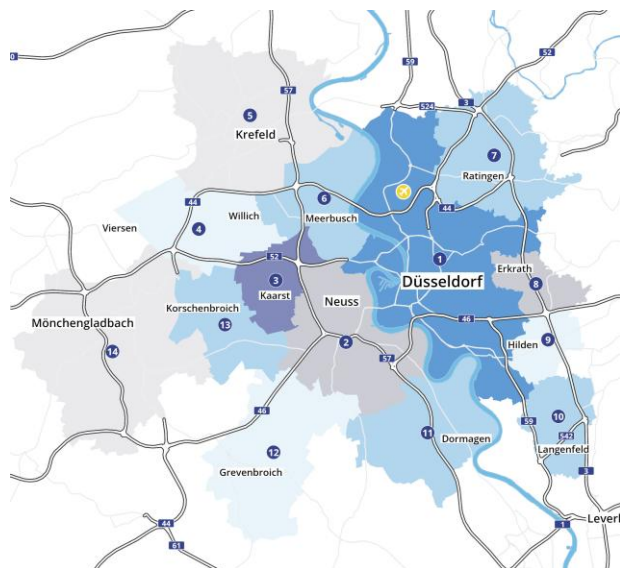 52
59
3
524
57
5
Krefeld
7
Ratingen
44
6
44
Willich
Meerbusch
Viersen
4
1
52
3
Kaarst
Düsseldorf
Erkrath
8
Neuss
Korschenbroich
13
Mönchengladbach
14
46
2
Hilden
9
57
46
10
59
542
Langenfeld
11
Dormagen
12
Grevenbroich
3
44
61
1
Leverk